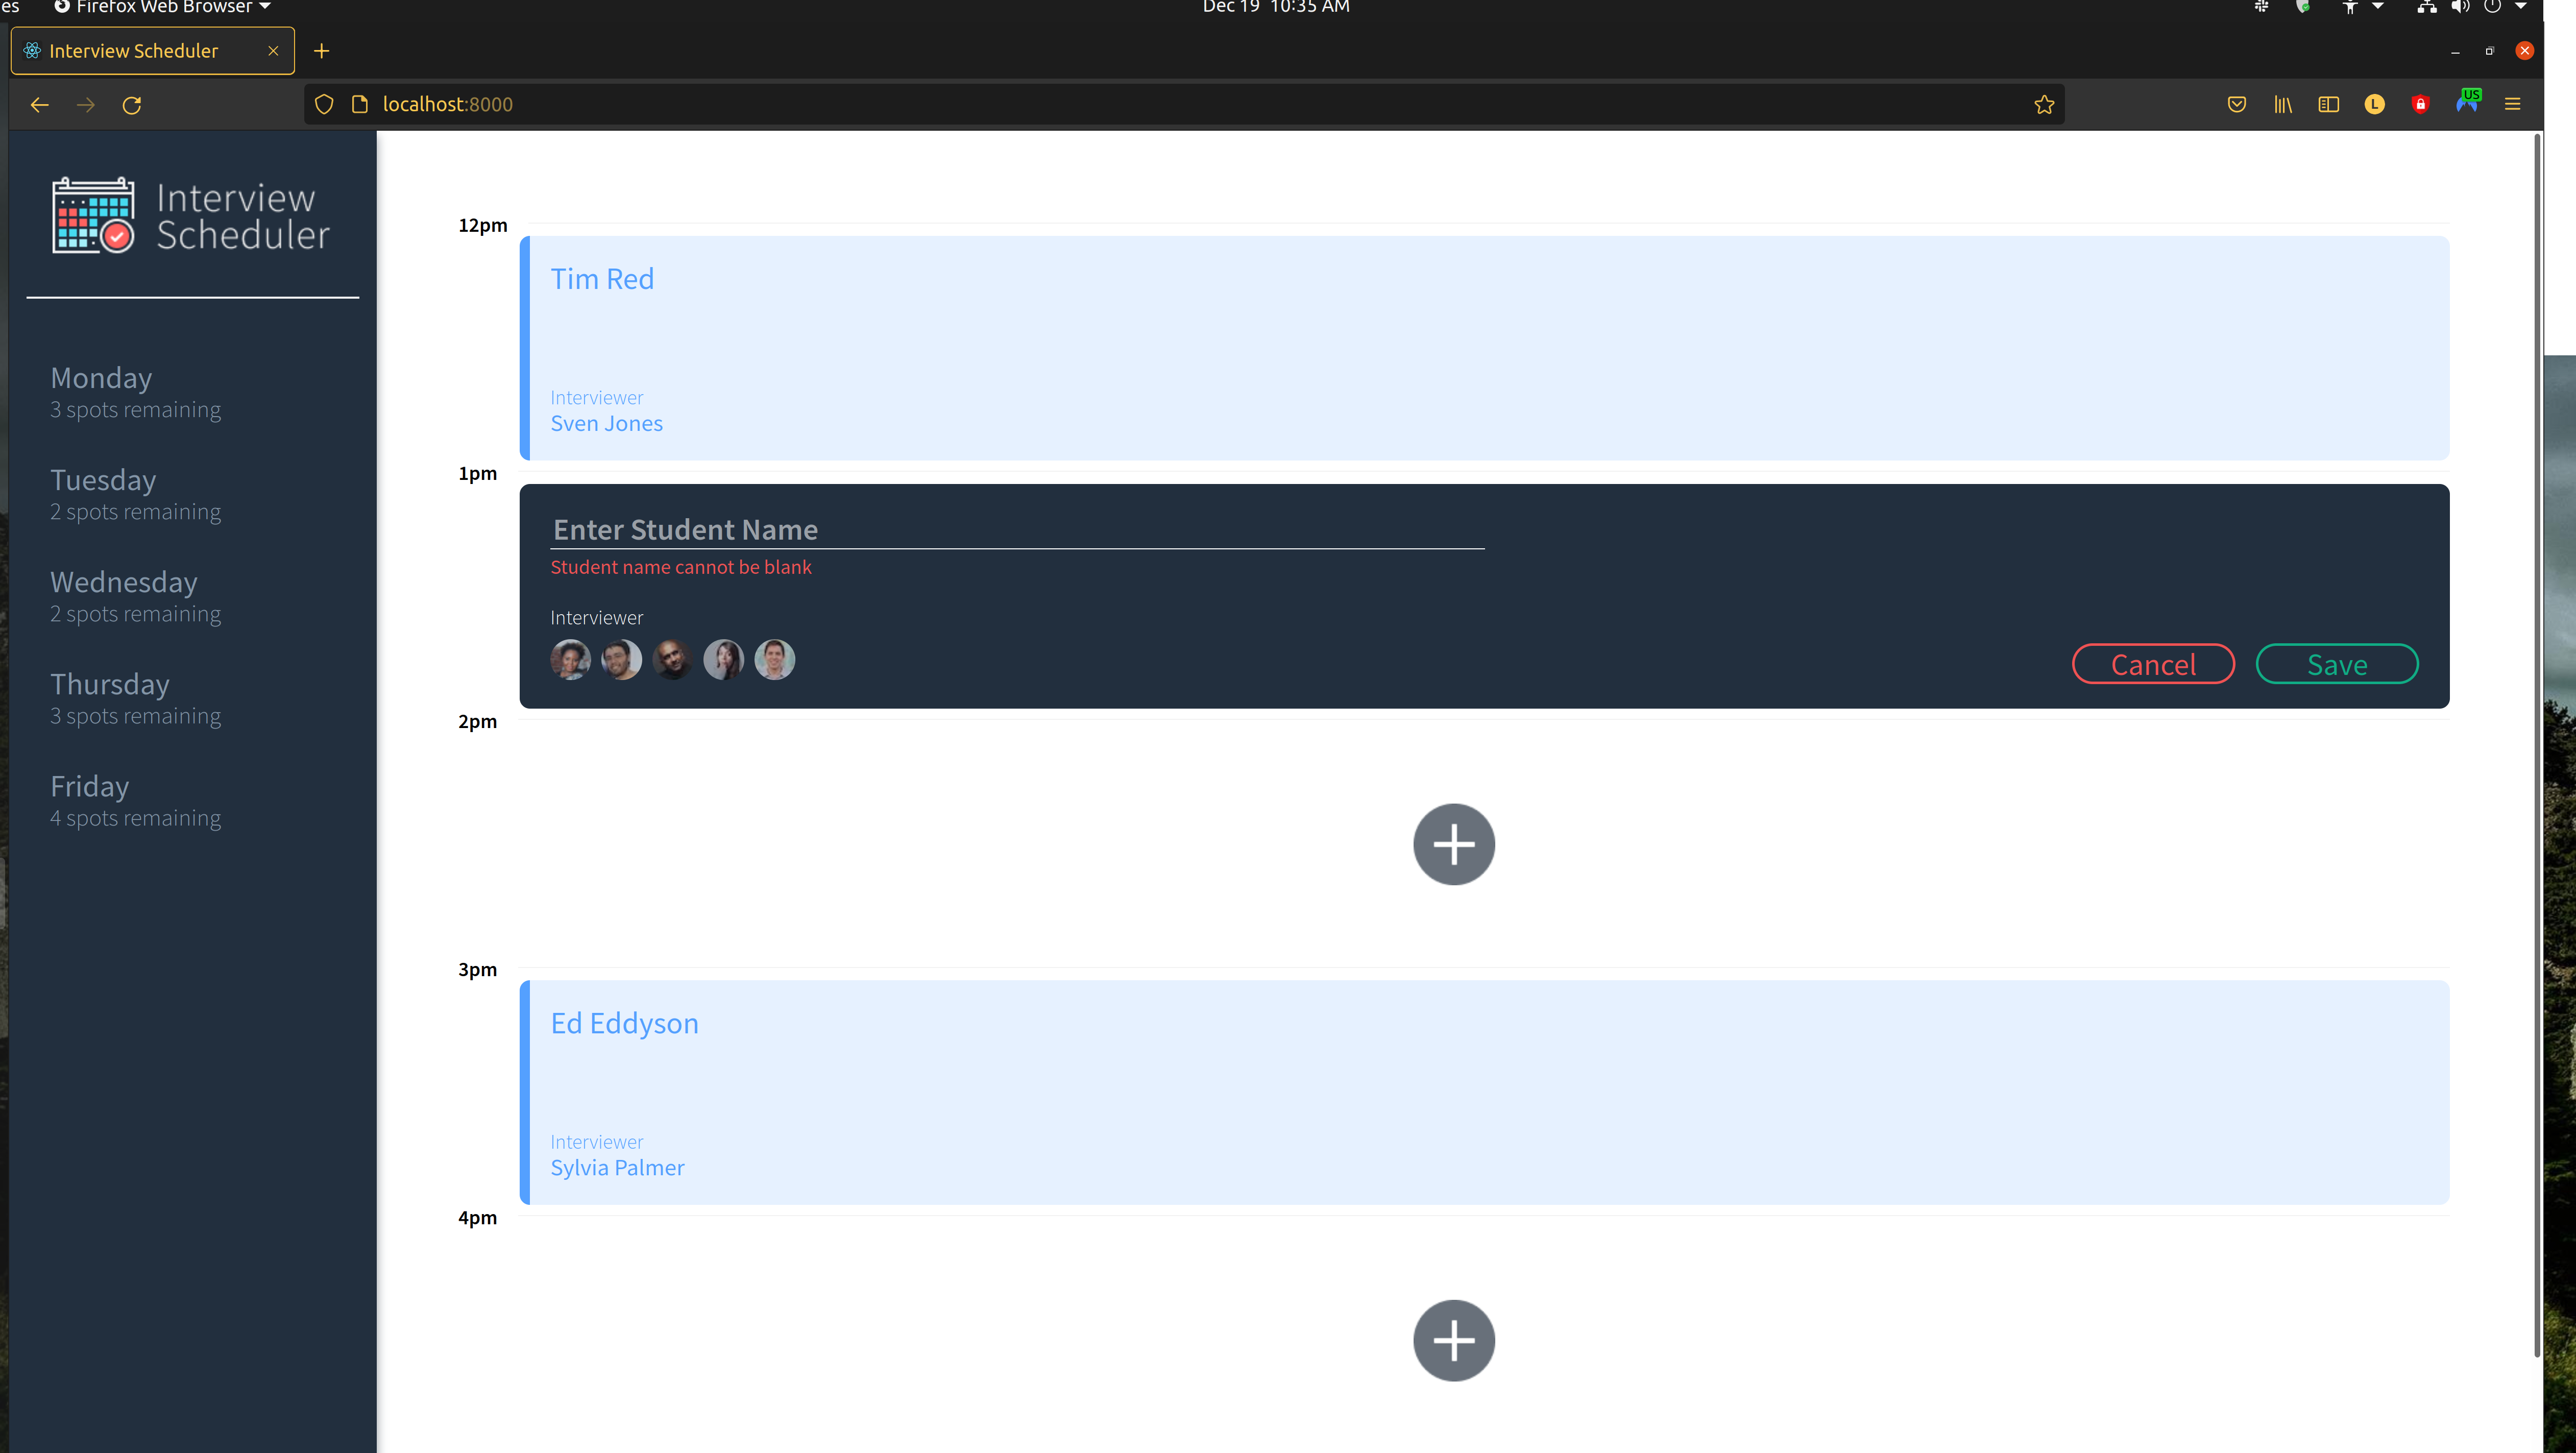 es
Firefox Web Browser
Dec 19 10:35 AM
Interview Scheduler
localhost:8000
L
US
Interview
Scheduler
Monday
3 spots remaining
Tuesday
2 spots remaining
Wednesday
2 spots remaining
Thursday
3 spots remaining
Friday
4 spots remaining
12pm
Tim Red
Interviewer
Sven Jones
1pm
Enter Student Name
Student name cannot be blank
Interviewer
Cancel
Save
2pm
3pm
Ed Eddyson
Interviewer
Sylvia Palmer
4pm